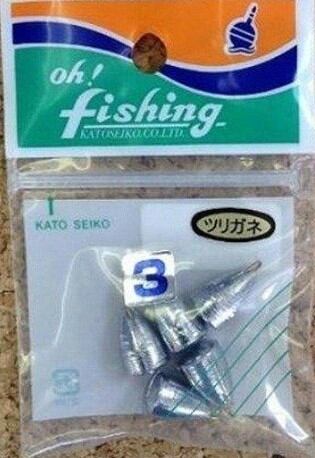 oh!
fishing
KATOSEIKO.CO.LTD.
KATO SEIKO
ツリガネ
3